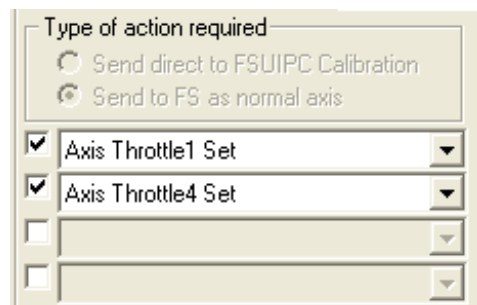 Type of action required
Send direct to FSUIPC Calibration
Send to FS as normal axis
Axis Throttle1 Set
Axis Throttle4 Set